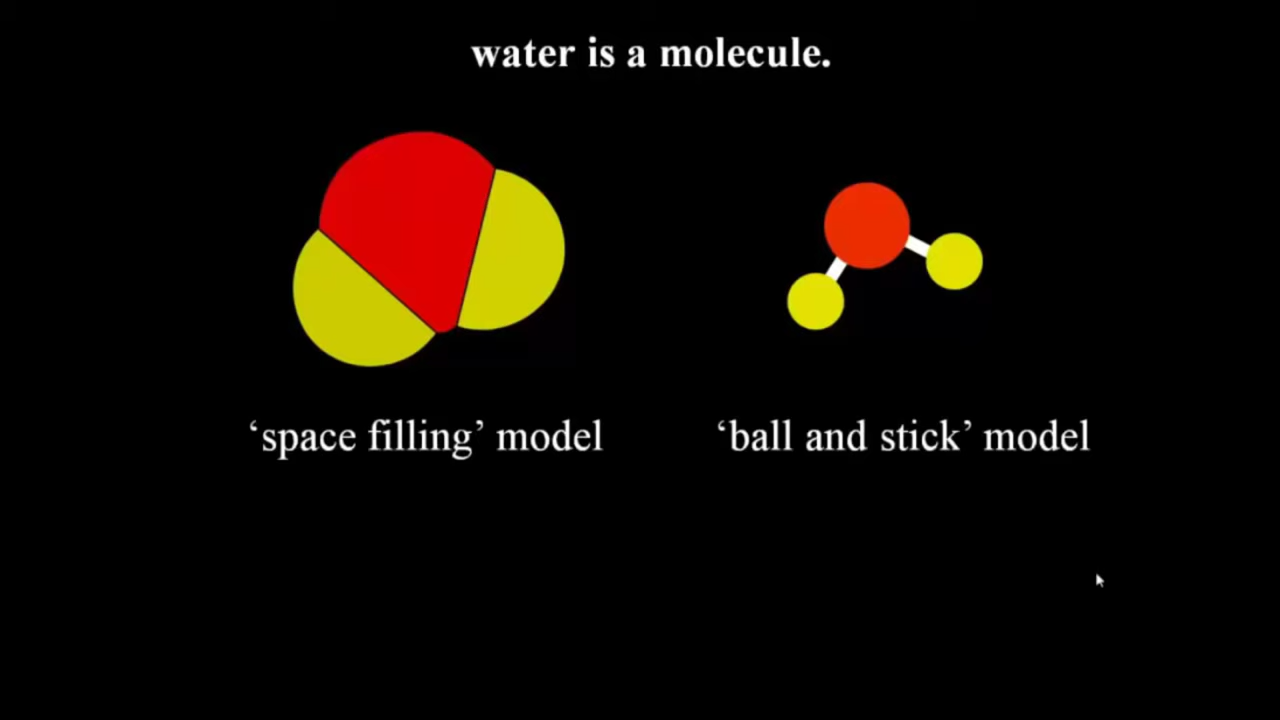 water is a molecule.
‘space filling’ model
‘ball and stick’ model